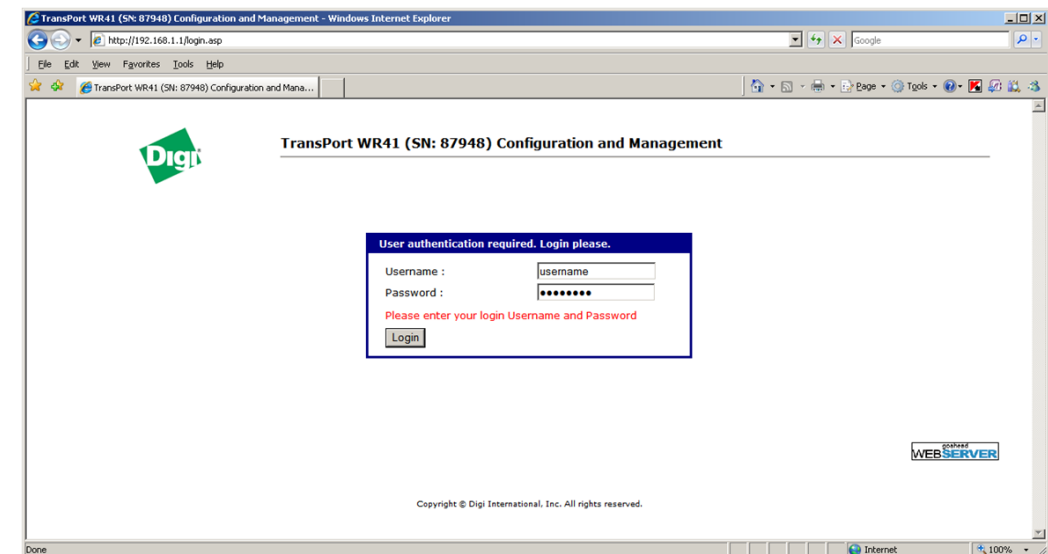 TransPort WR41 (SN: 87948) Configuration and Management - Windows Internet Explorer
http://192.168.1.1/login.asp
Google
File Edit View Favorites Tools Help
TransPort WR41 (SN: 87948) Configuration and Mana...
Page Tools
Digi
TransPort WR41 (SN: 87948) Configuration and Management
User authentication required. Login please.
Username : username
Password : ••••••••
Please enter your login Username and Password
Login
goahead
WEBSERVER
Copyright © Digi International, Inc. All rights reserved.
Done Internet 100%